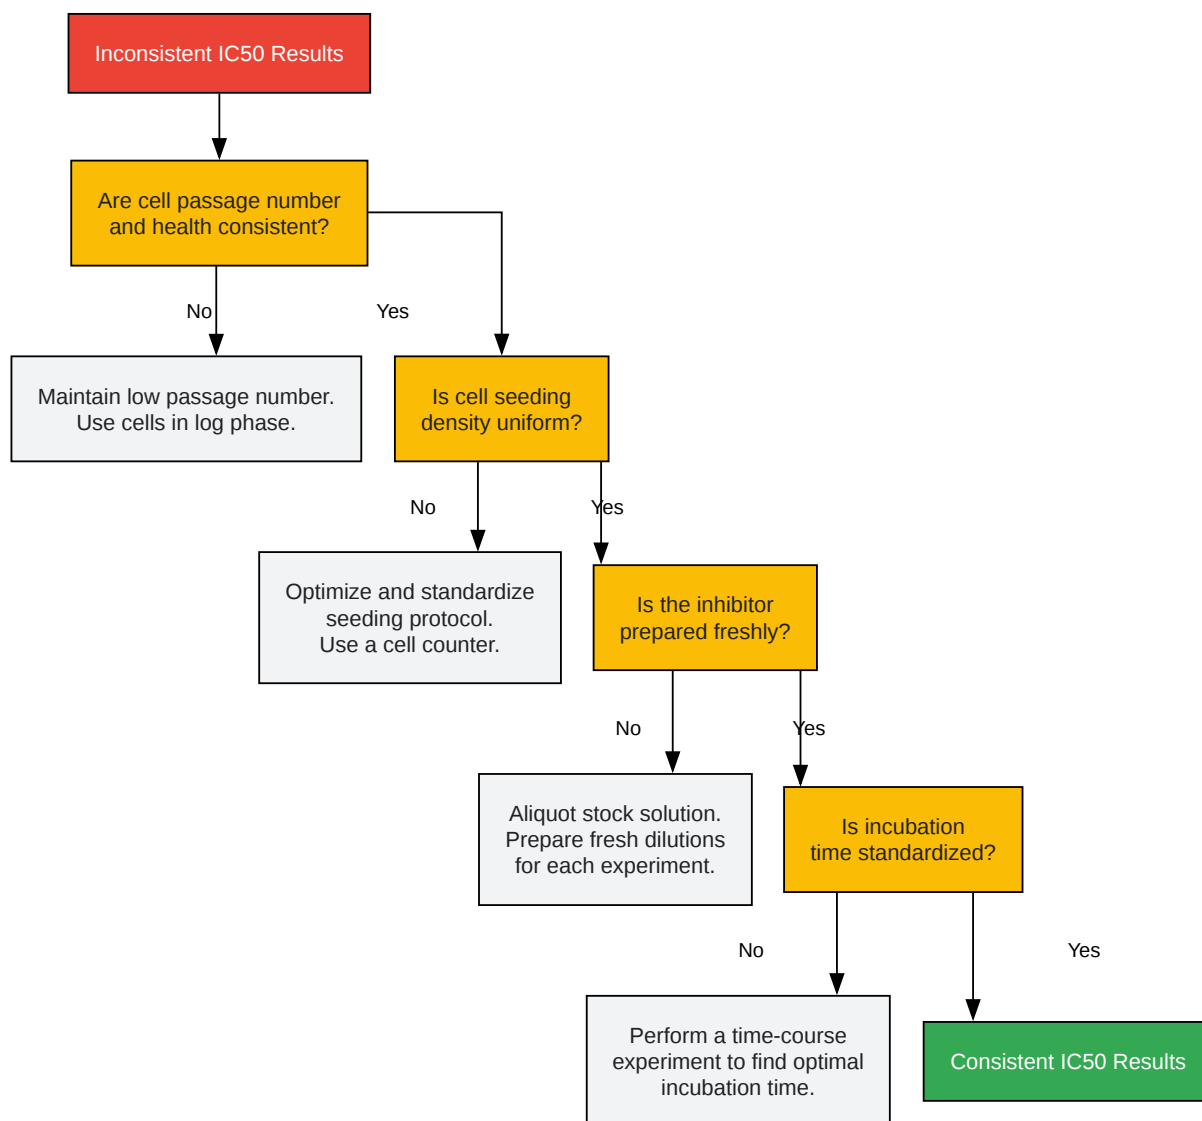 Inconsistent IC50 Results
Are cell passage number
and health consistent?
No
Yes
Maintain low passage number.
Use cells in log phase.
Is cell seeding
density uniform?
No
Yes
Optimize and standardize
seeding protocol.
Use a cell counter.
Is the inhibitor
prepared freshly?
No
Yes
Aliquot stock solution.
Prepare fresh dilutions
for each experiment.
Is incubation
time standardized?
No
Yes
Perform a time-course
experiment to find optimal
incubation time.
Consistent IC50 Results